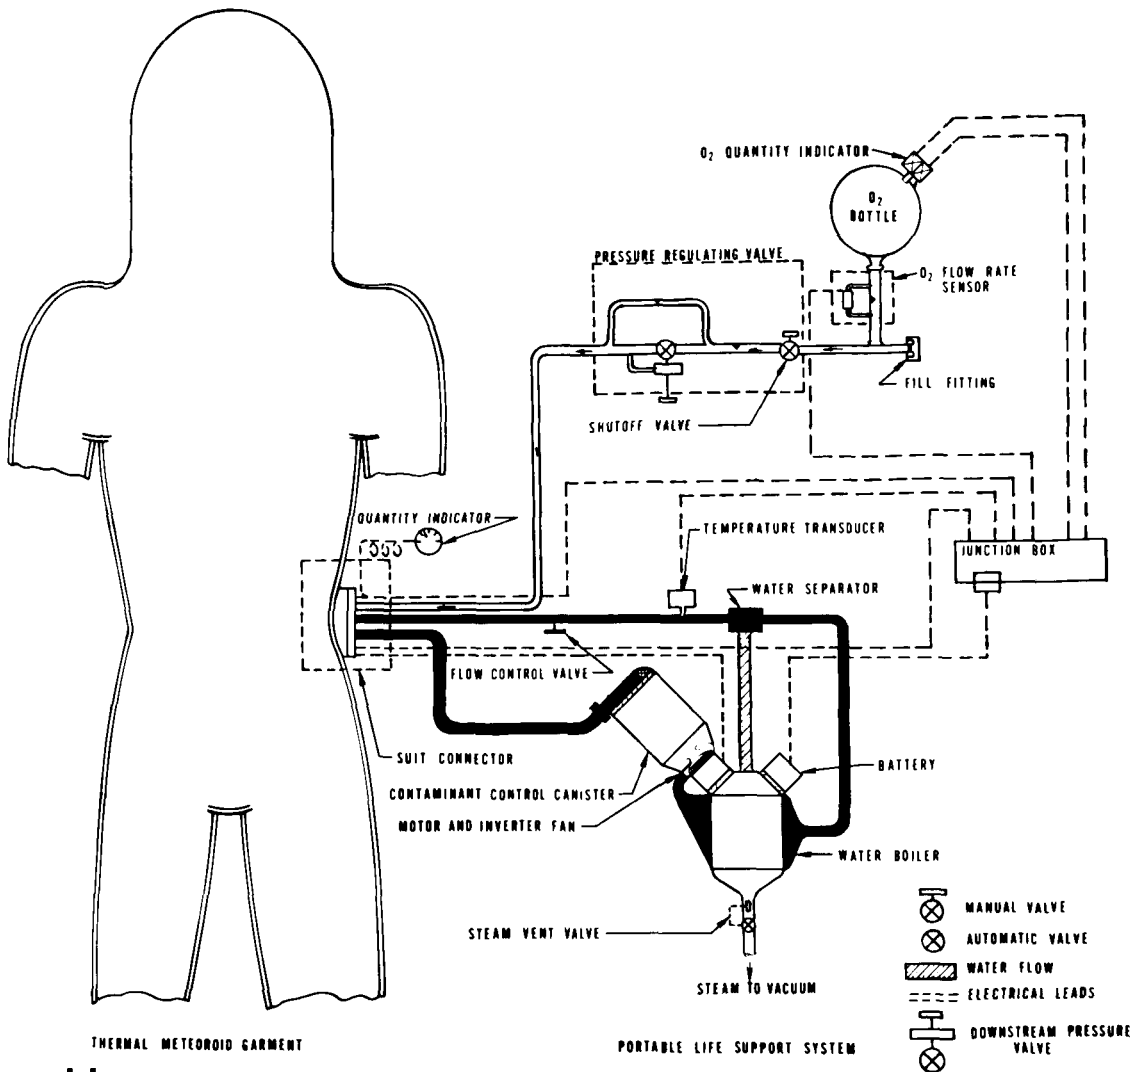 O₂ QUANTITY INDICATOR
O₂
BOTTLE
PRESSURE REGULATING VALVE
O₂ FLOW RATE
SENSOR
FILL FITTING
SHUTOFF VALVE
QUANTITY INDICATOR
TEMPERATURE TRANSDUCER
JUNCTION BOX
WATER SEPARATOR
FLOW CONTROL VALVE
SUIT CONNECTOR
BATTERY
CONTAMINANT CONTROL CANISTER
MOTOR AND INVERTER FAN
WATER BOILER
STEAM VENT VALVE
STEAM TO VACUUM
MANUAL VALVE
AUTOMATIC VALVE
WATER FLOW
ELECTRICAL LEADS
DOWNSTREAM PRESSURE
VALVE
THERMAL METEOROID GARMENT
PORTABLE LIFE SUPPORT SYSTEM